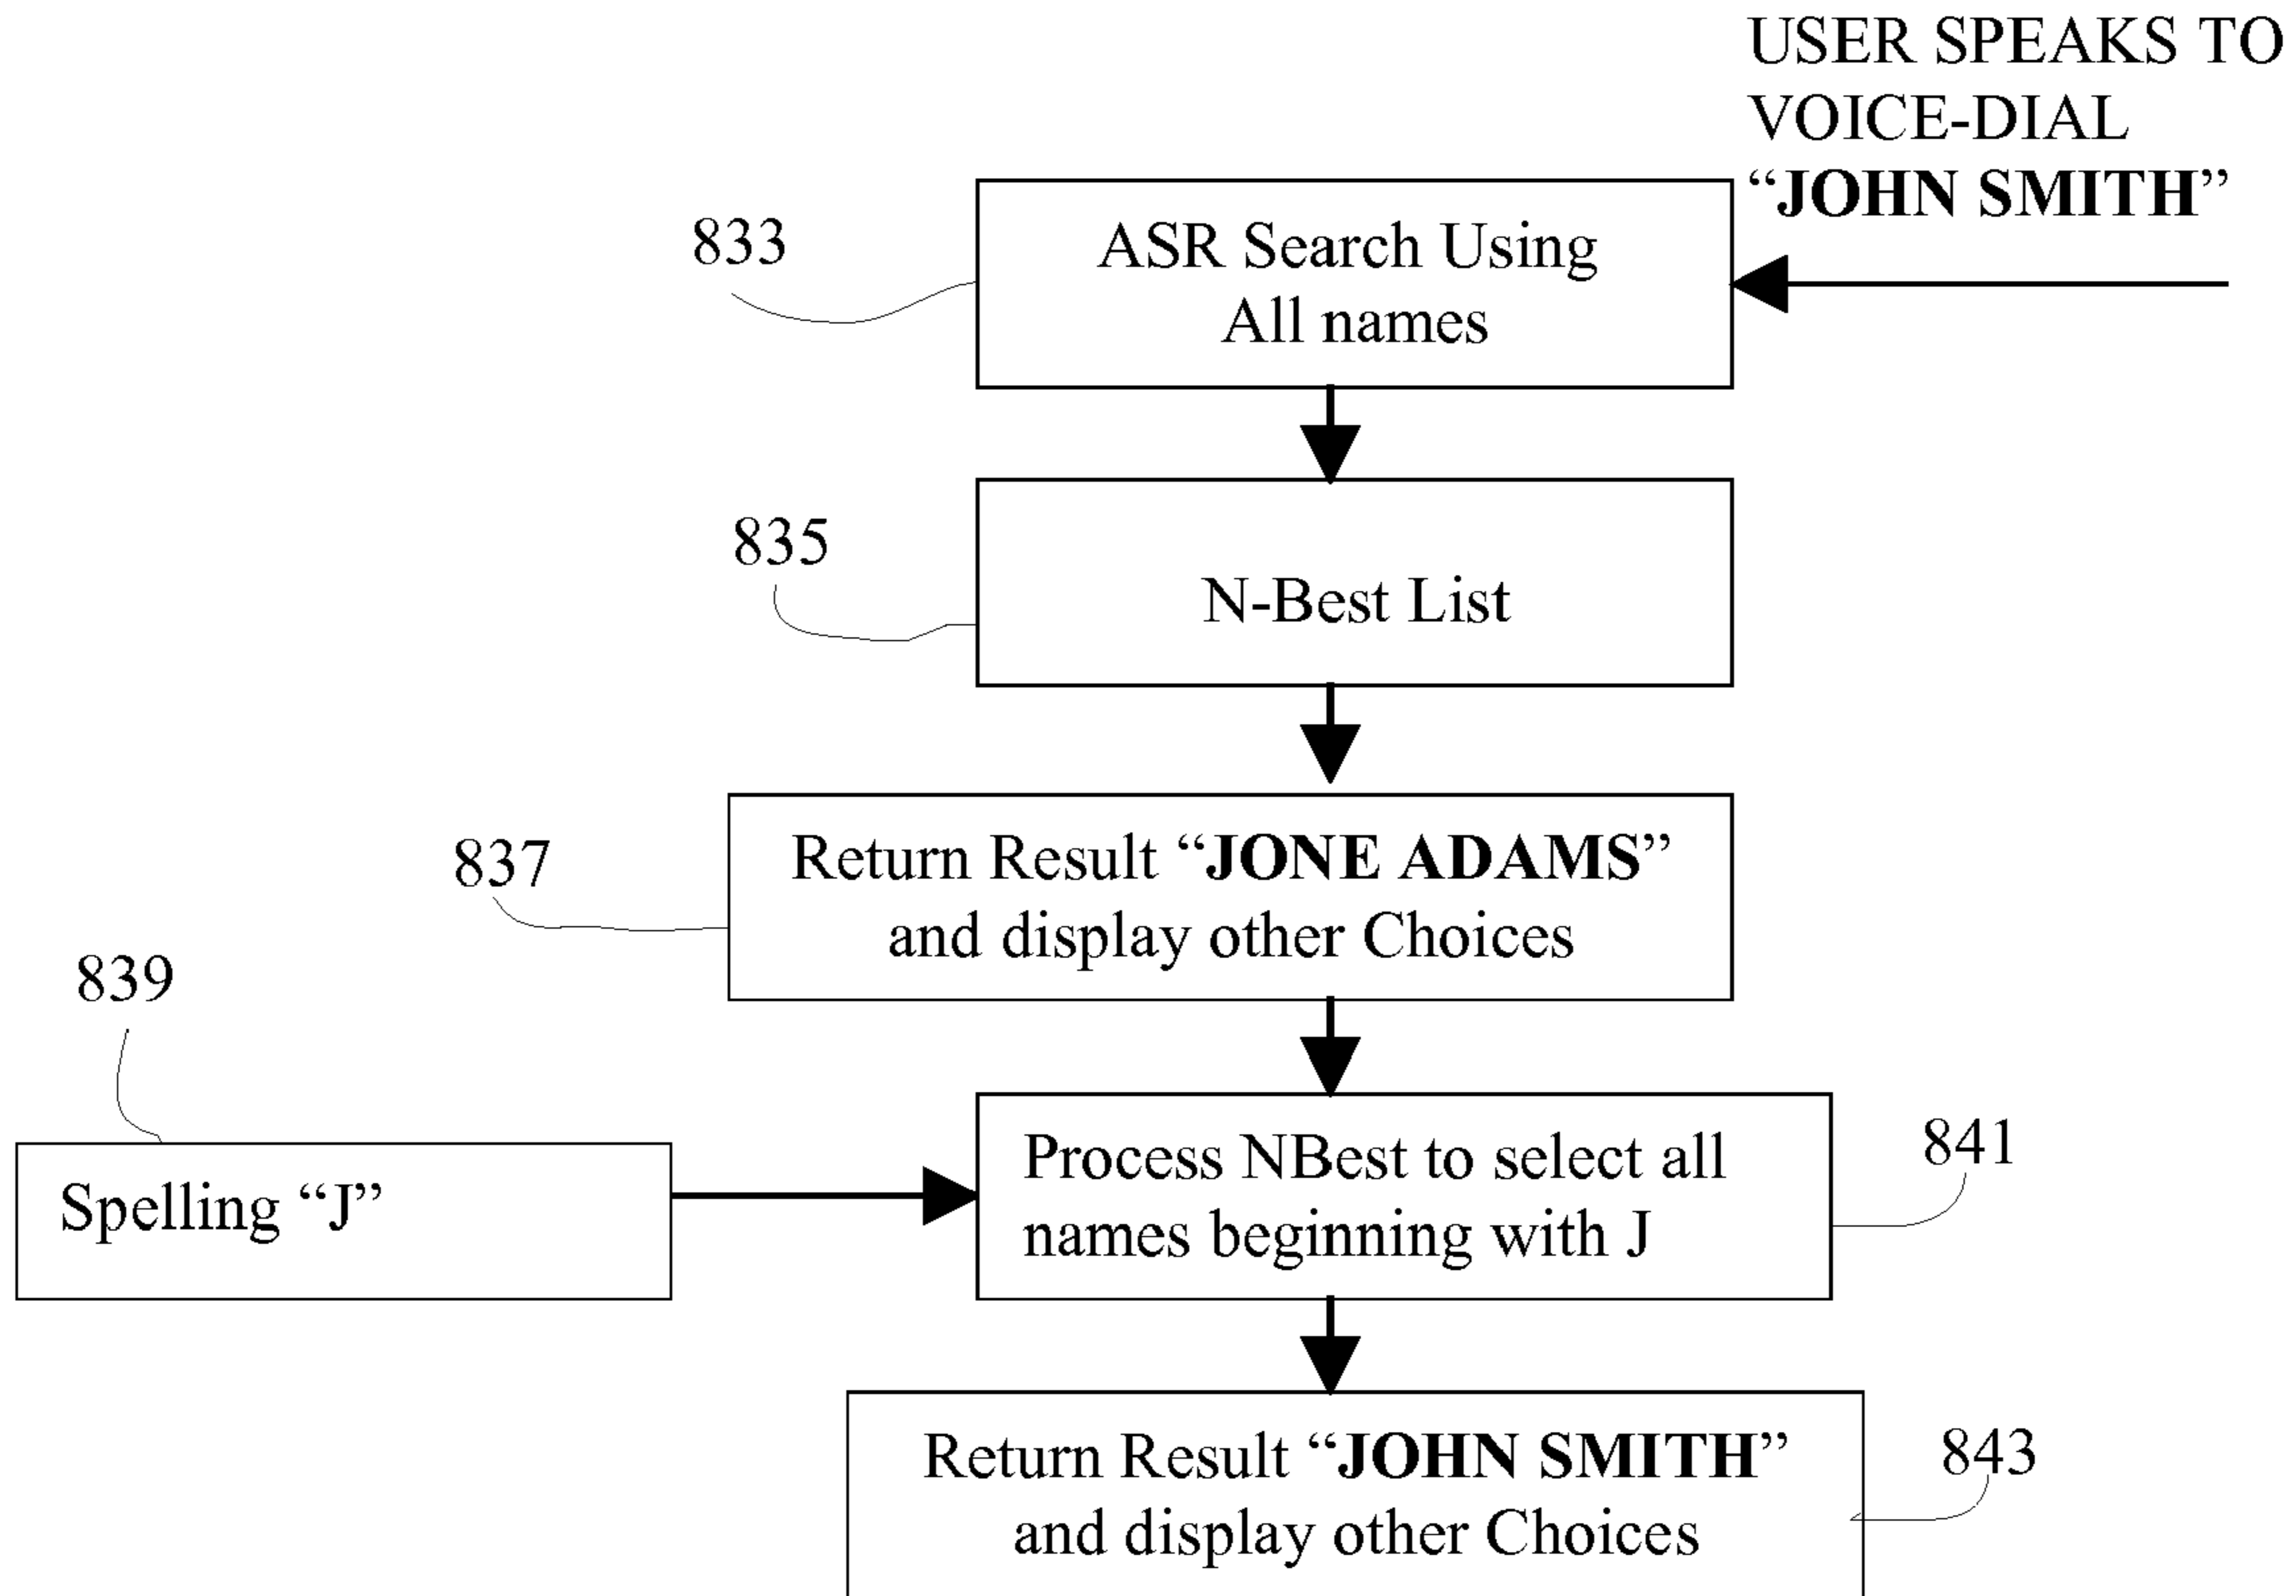 USER SPEAKS TO
VOICE-DIAL
“JOHN SMITH”
833
ASR Search Using
All names
835
N-Best List
837
Return Result “JONE ADAMS”
and display other Choices
839
Spelling “J”
Process NBest to select all
names beginning with J
841
Return Result “JOHN SMITH”
and display other Choices
843